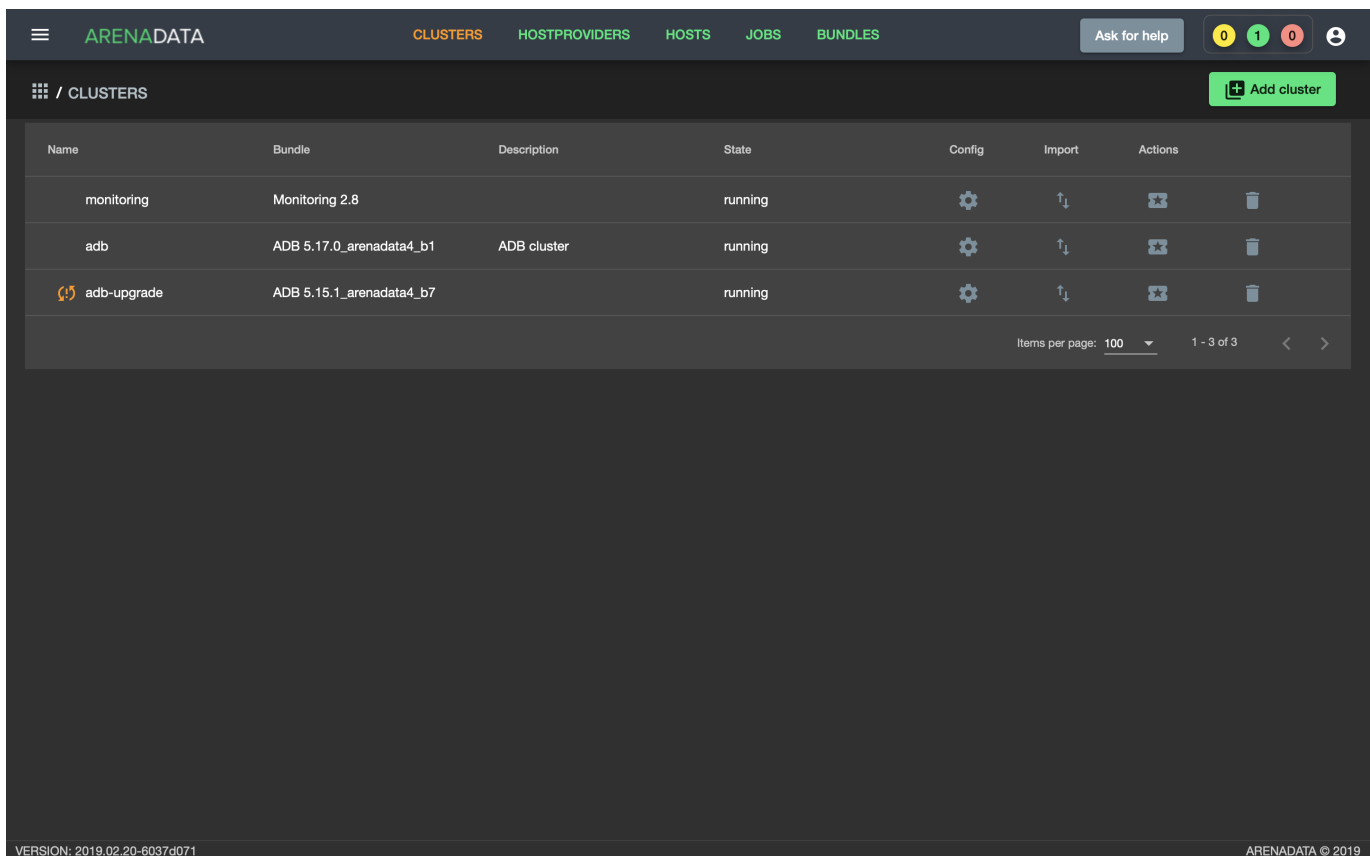 ARENADATA CLUSTERS HOSTPROVIDERS HOSTS JOBS BUNDLES Ask for help 0 1 0
/ CLUSTERS Add cluster
Name Bundle Description State Config Import Actions
monitoring Monitoring 2.8 running
adb ADB 5.17.0_arenadata4_b1 ADB cluster running
adb-upgrade ADB 5.15.1_arenadata4_b7 running
Items per page: 100 1 - 3 of 3
VERSION: 2019.02.20-6037d071 ARENADATA © 2019